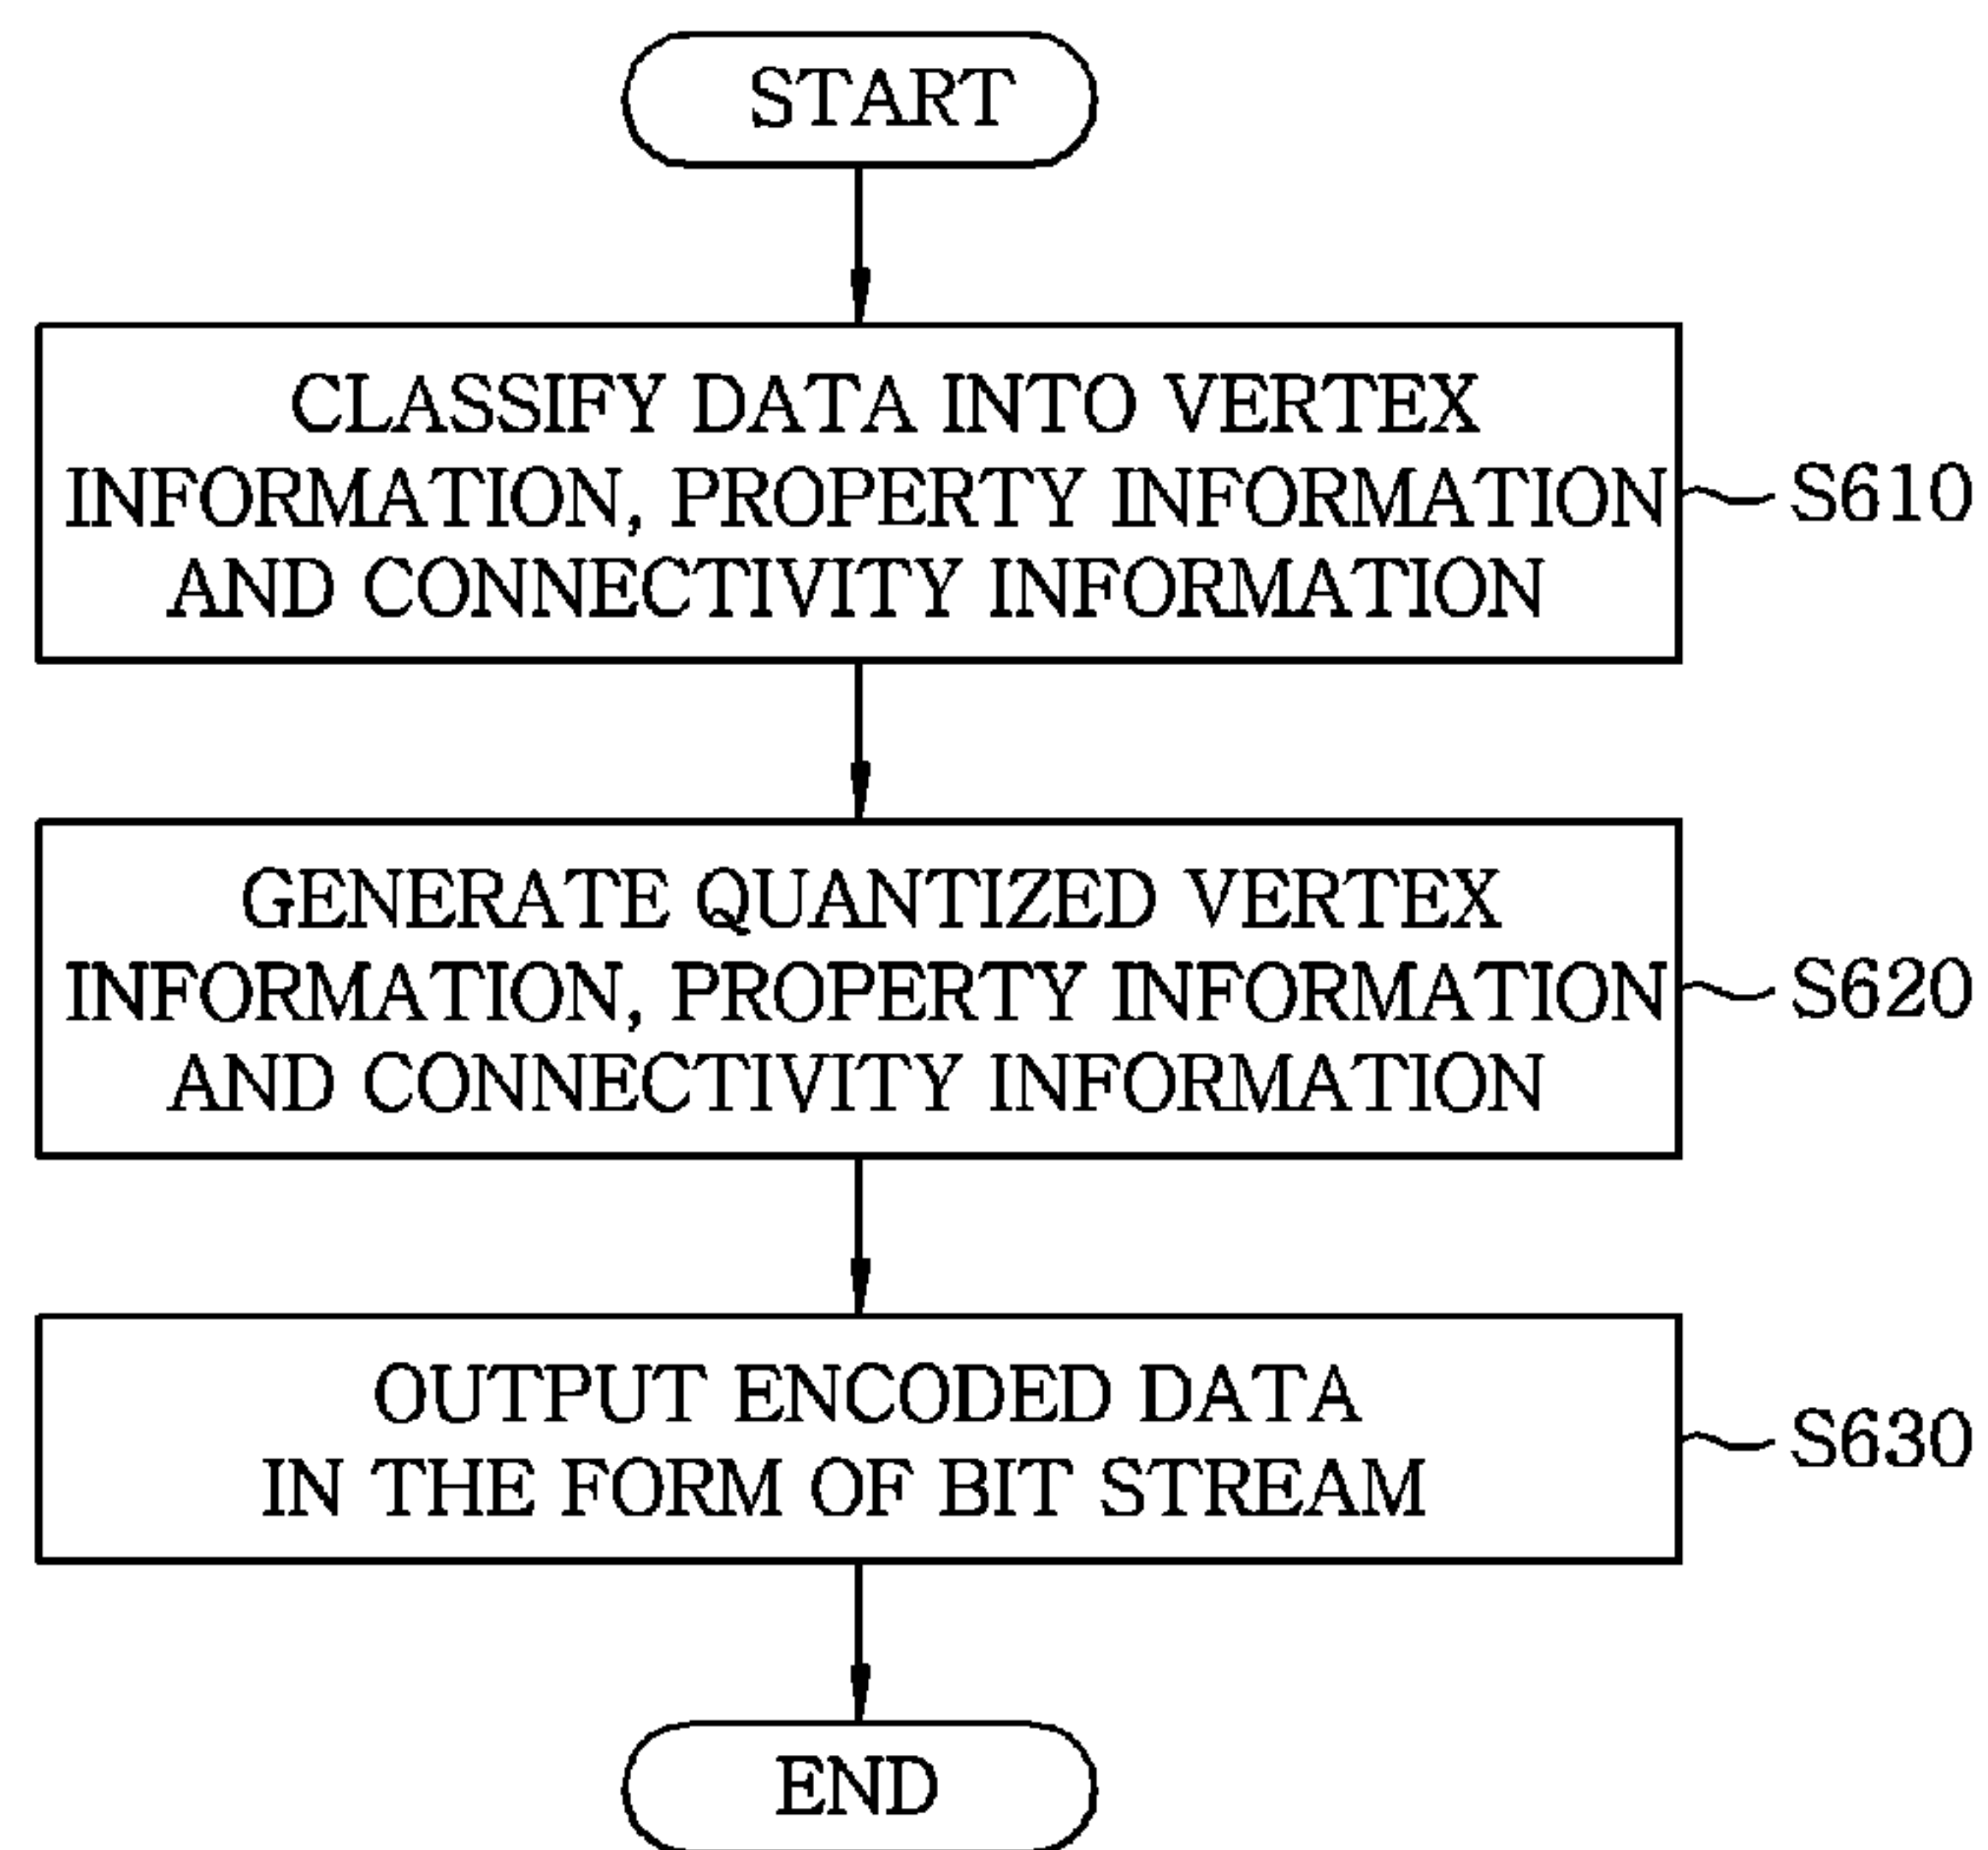 START
CLASSIFY DATA INTO VERTEX
INFORMATION, PROPERTY INFORMATION
AND CONNECTIVITY INFORMATION
S610
GENERATE QUANTIZED VERTEX
INFORMATION, PROPERTY INFORMATION
AND CONNECTIVITY INFORMATION
S620
OUTPUT ENCODED DATA
IN THE FORM OF BIT STREAM
S630
END